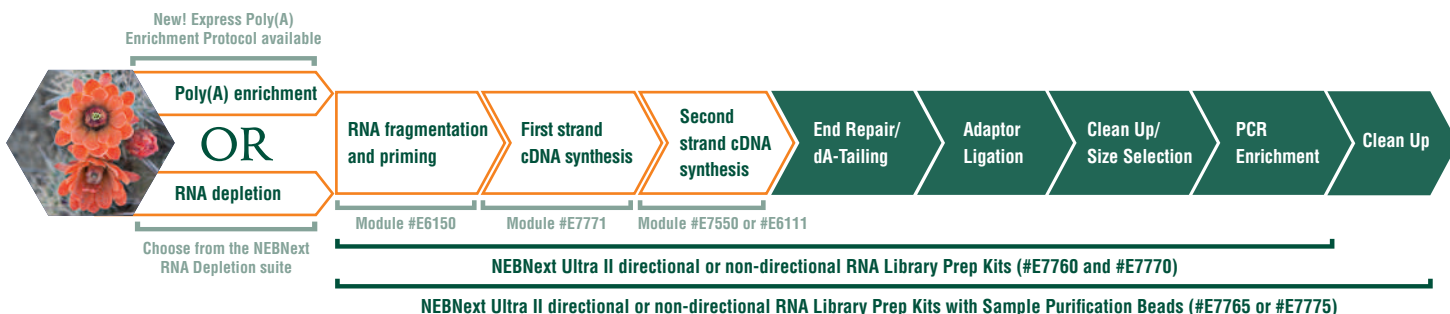 New! Express Poly(A)
Enrichment Protocol available
Poly(A) enrichment
OR
RNA depletion
Choose from the NEBNext
RNA Depletion suite
RNA fragmentation
and priming
Module #E6150
First strand
cDNA synthesis
Module #E7771
Second
strand cDNA
synthesis
Module #E7550 or #E6111
End Repair/
dA-Tailing
Adaptor
Ligation
Clean Up/
Size Selection
PCR
Enrichment
Clean Up
NEBNext Ultra II directional or non-directional RNA Library Prep Kits (#E7760 and #E7770)
NEBNext Ultra II directional or non-directional RNA Library Prep Kits with Sample Purification Beads (#E7765 or #E7775)